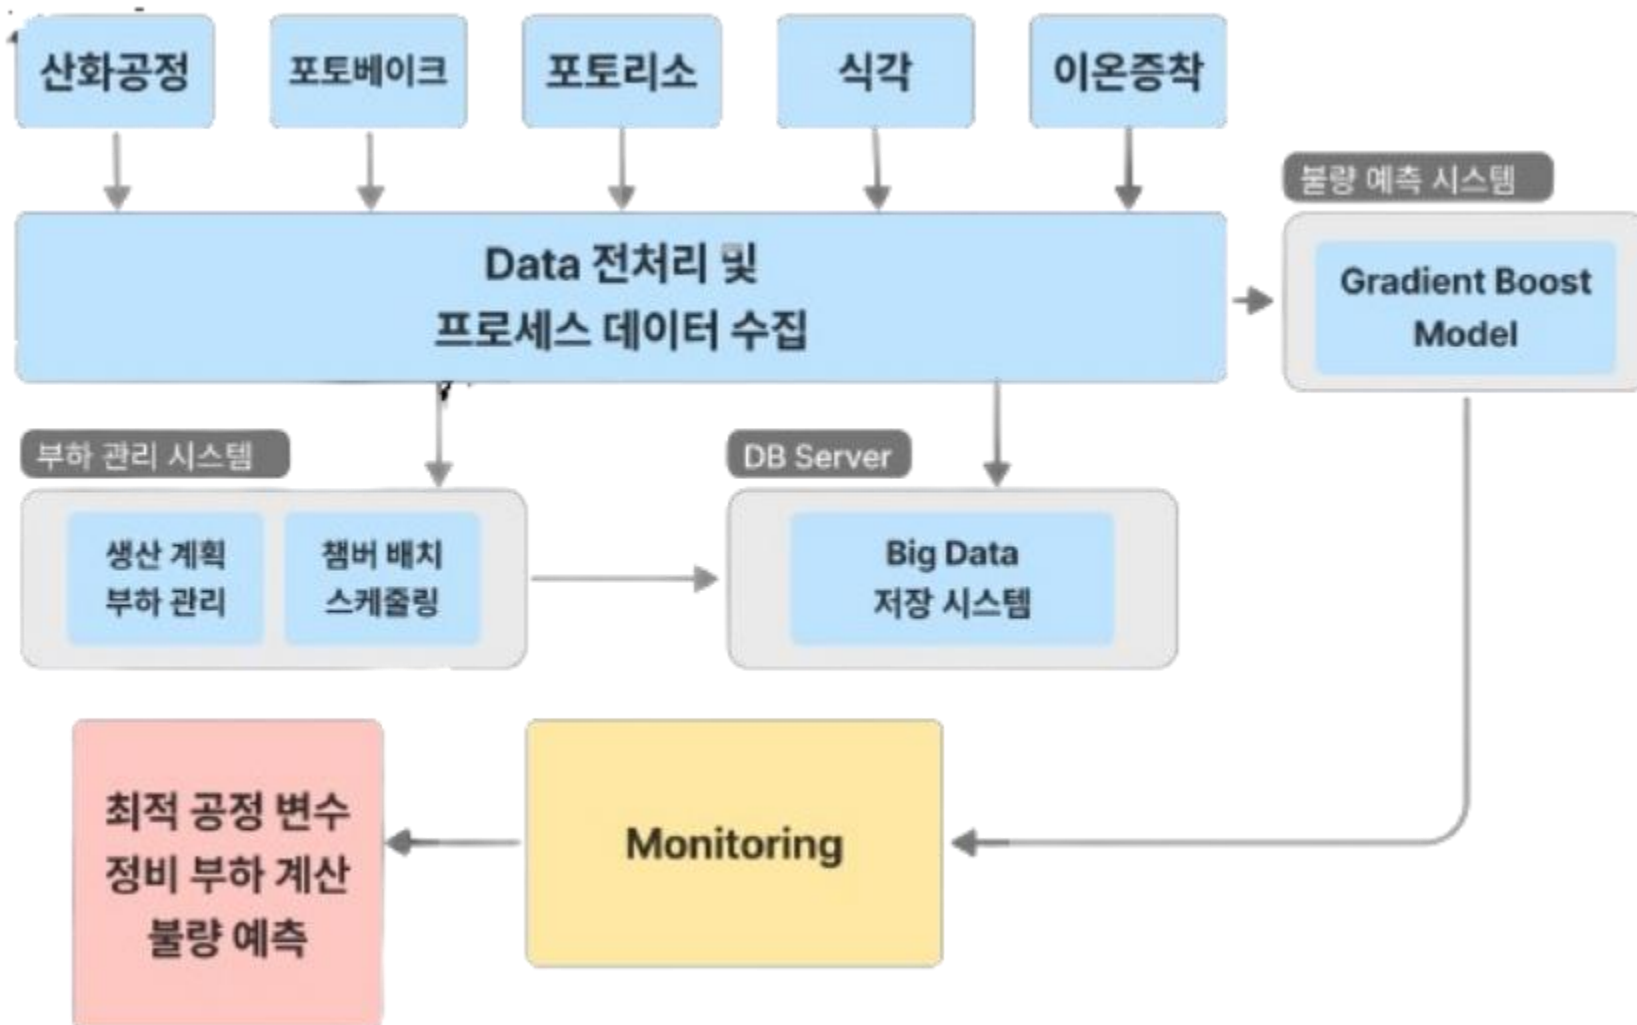 산화공정
포토베이크
포토리소
식각
이온증착
불량 예측 시스템
Data 전처리 및
프로세스 데이터 수집
Gradient Boost
Model
부하 관리 시스템
DB Server
생산 계획
부하 관리
챔버 배치
스케줄링
Big Data
저장 시스템
최적 공정 변수
정비 부하 계산
불량 예측
Monitoring